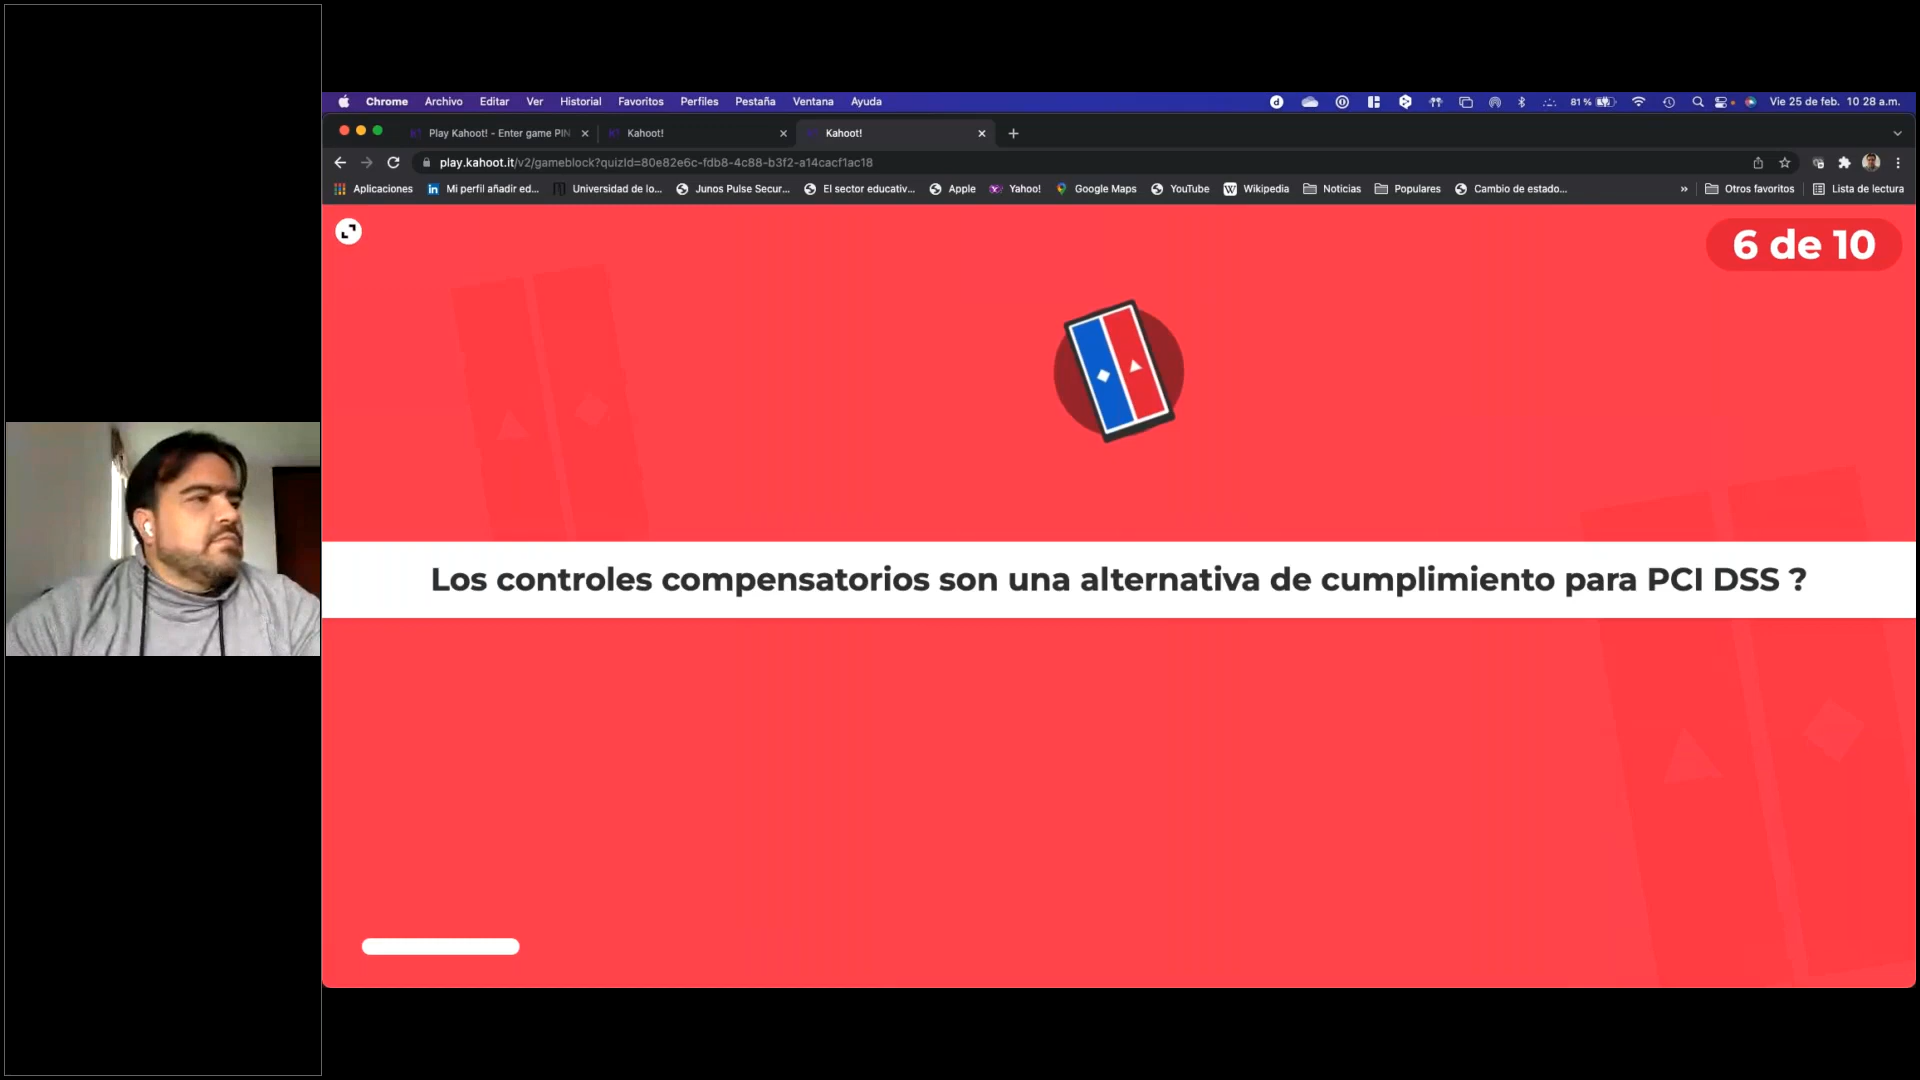 Chrome Archivo Editar Ver Historial Favoritos Perfiles Pestaña Ventana Ayuda 81 % Vie 25 de feb. 10 28 a.m.
Play Kahoot! - Enter game PIN Kahoot! Kahoot!
play.kahoot.it/v2/gameblock?quizId=80e82e6c-fdb8-4c88-b3f2-a14cacf1ac18
Aplicaciones Mi perfil añadir ed... Universidad de lo... Junos Pulse Secur... El sector educativ... Apple Yahoo! Google Maps YouTube Wikipedia Noticias Populares Cambio de estado... » Otros favoritos Lista de lectura
6 de 10
Los controles compensatorios son una alternativa de cumplimiento para PCI DSS ?